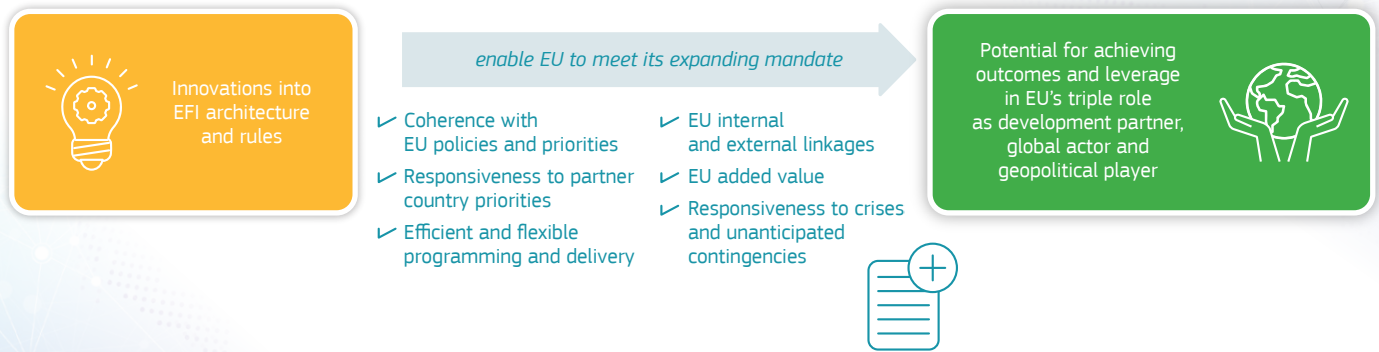 Innovations into
EFI architecture
and rules
enable EU to meet its expanding mandate
Coherence with
EU policies and priorities
Responsiveness to partner
country priorities
Efficient and flexible
programming and delivery
EU internal
and external linkages
EU added value
Responsiveness to crises
and unanticipated
contingencies
Potential for achieving
outcomes and leverage
in EU's triple role
as development partner,
global actor and
geopolitical player